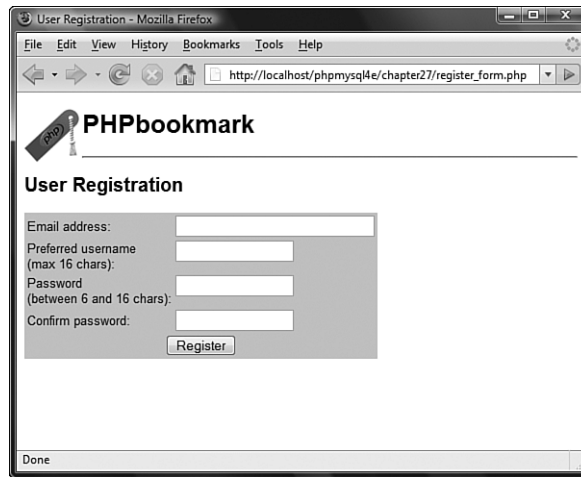 User Registration - Mozilla Firefox
File Edit View History Bookmarks Tools Help
http://localhost/phpmysql4e/chapter27/register_form.php
php
PHPbookmark
User Registration
Email address:
Preferred username
(max 16 chars):
Password
(between 6 and 16 chars):
Confirm password:
Register
Done